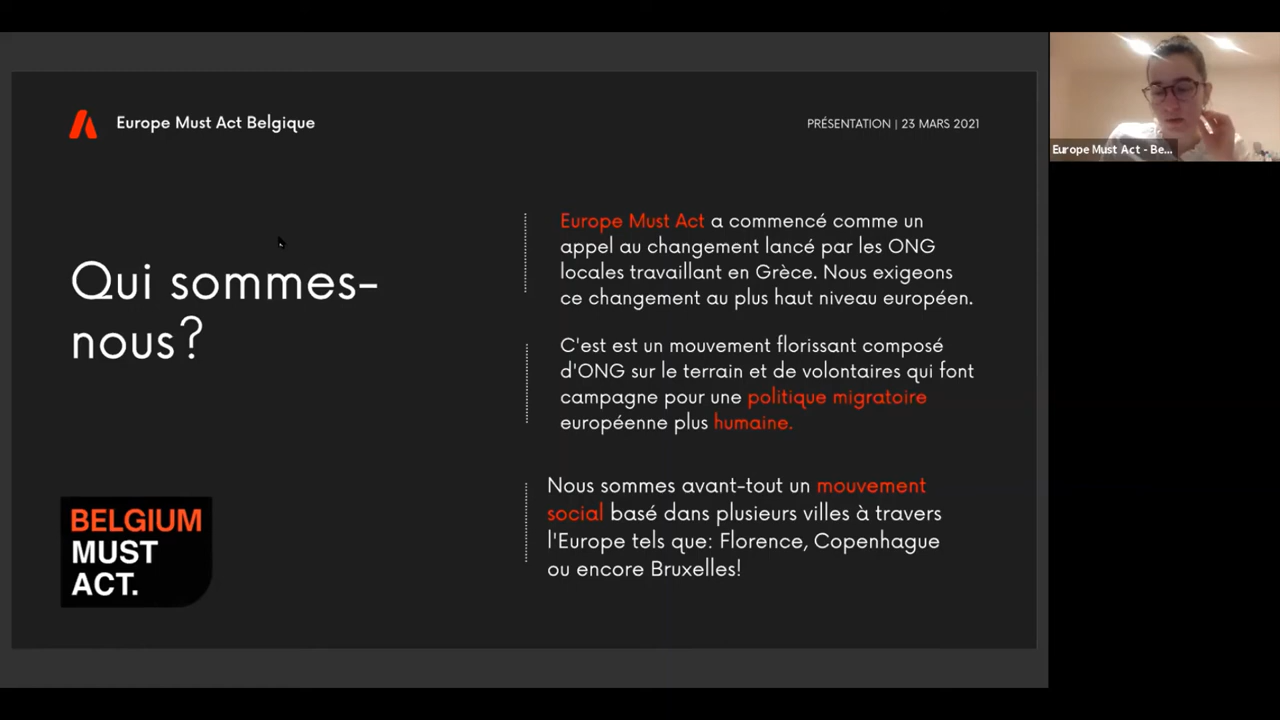 Europe Must Act Belgique
PRÉSENTATION | 23 MARS 2021
Qui sommes-
nous?
Europe Must Act a commencé comme un
appel au changement lancé par les ONG
locales travaillant en Grèce. Nous exigeons
ce changement au plus haut niveau européen.
C'est est un mouvement florissant composé
d'ONG sur le terrain et de volontaires qui font
campagne pour une politique migratoire
européenne plus humaine.
Nous sommes avant-tout un mouvement
social basé dans plusieurs villes à travers
l'Europe tels que: Florence, Copenhague
ou encore Bruxelles!
BELGIUM
MUST
ACT.
Europe Must Act - Be...